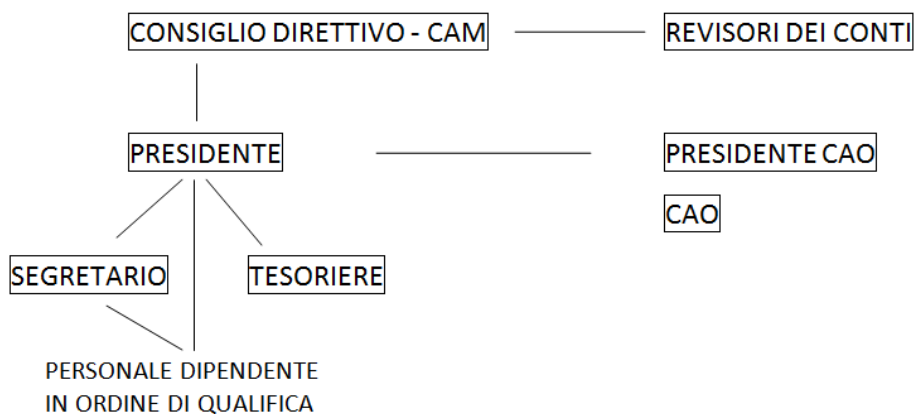 CONSIGLIO DIRETTIVO - CAM
REVISORI DEI CONTI
PRESIDENTE
PRESIDENTE CAO
CAO
SEGRETARIO
TESORIERE
PERSONALE DIPENDENTE
IN ORDINE DI QUALIFICA